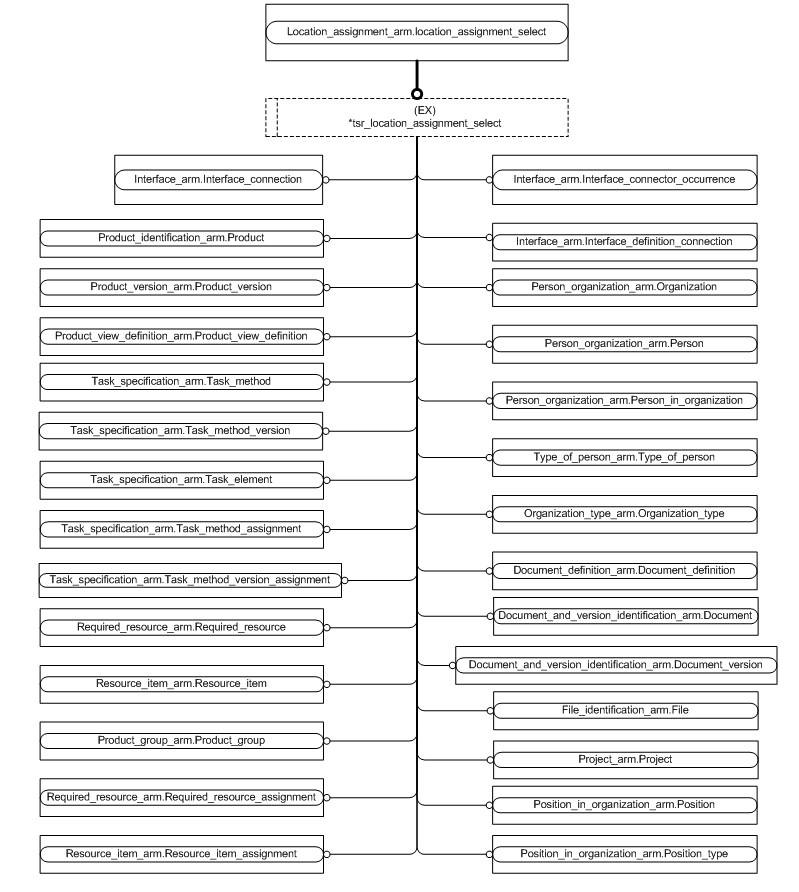 Location_assignment_arm.location_assignment_select
(EX)
*tsr_location_assignment_select
Interface_arm.Interface_connection
Product_identification_arm.Product
Product_version_arm.Product_version
Product_view_definition_arm.Product_view_definition
Task_specification_arm.Task_method
Task_specification_arm.Task_method_version
Task_specification_arm.Task_element
Task_specification_arm.Task_method_assignment
Task_specification_arm.Task_method_version_assignment
Required_resource_arm.Required_resource
Resource_item_arm.Resource_item
Product_group_arm.Product_group
Required_resource_arm.Required_resource_assignment
Resource_item_arm.Resource_item_assignment
Interface_arm.Interface_connector_occurrence
Interface_arm.Interface_definition_connection
Person_organization_arm.Organization
Person_organization_arm.Person
Person_organization_arm.Person_in_organization
Type_of_person_arm.Type_of_person
Organization_type_arm.Organization_type
Document_definition_arm.Document_definition
Document_and_version_identification_arm.Document
Document_and_version_identification_arm.Document_version
File_identification_arm.File
Project_arm.Project
Position_in_organization_arm.Position
Position_in_organization_arm.Position_type